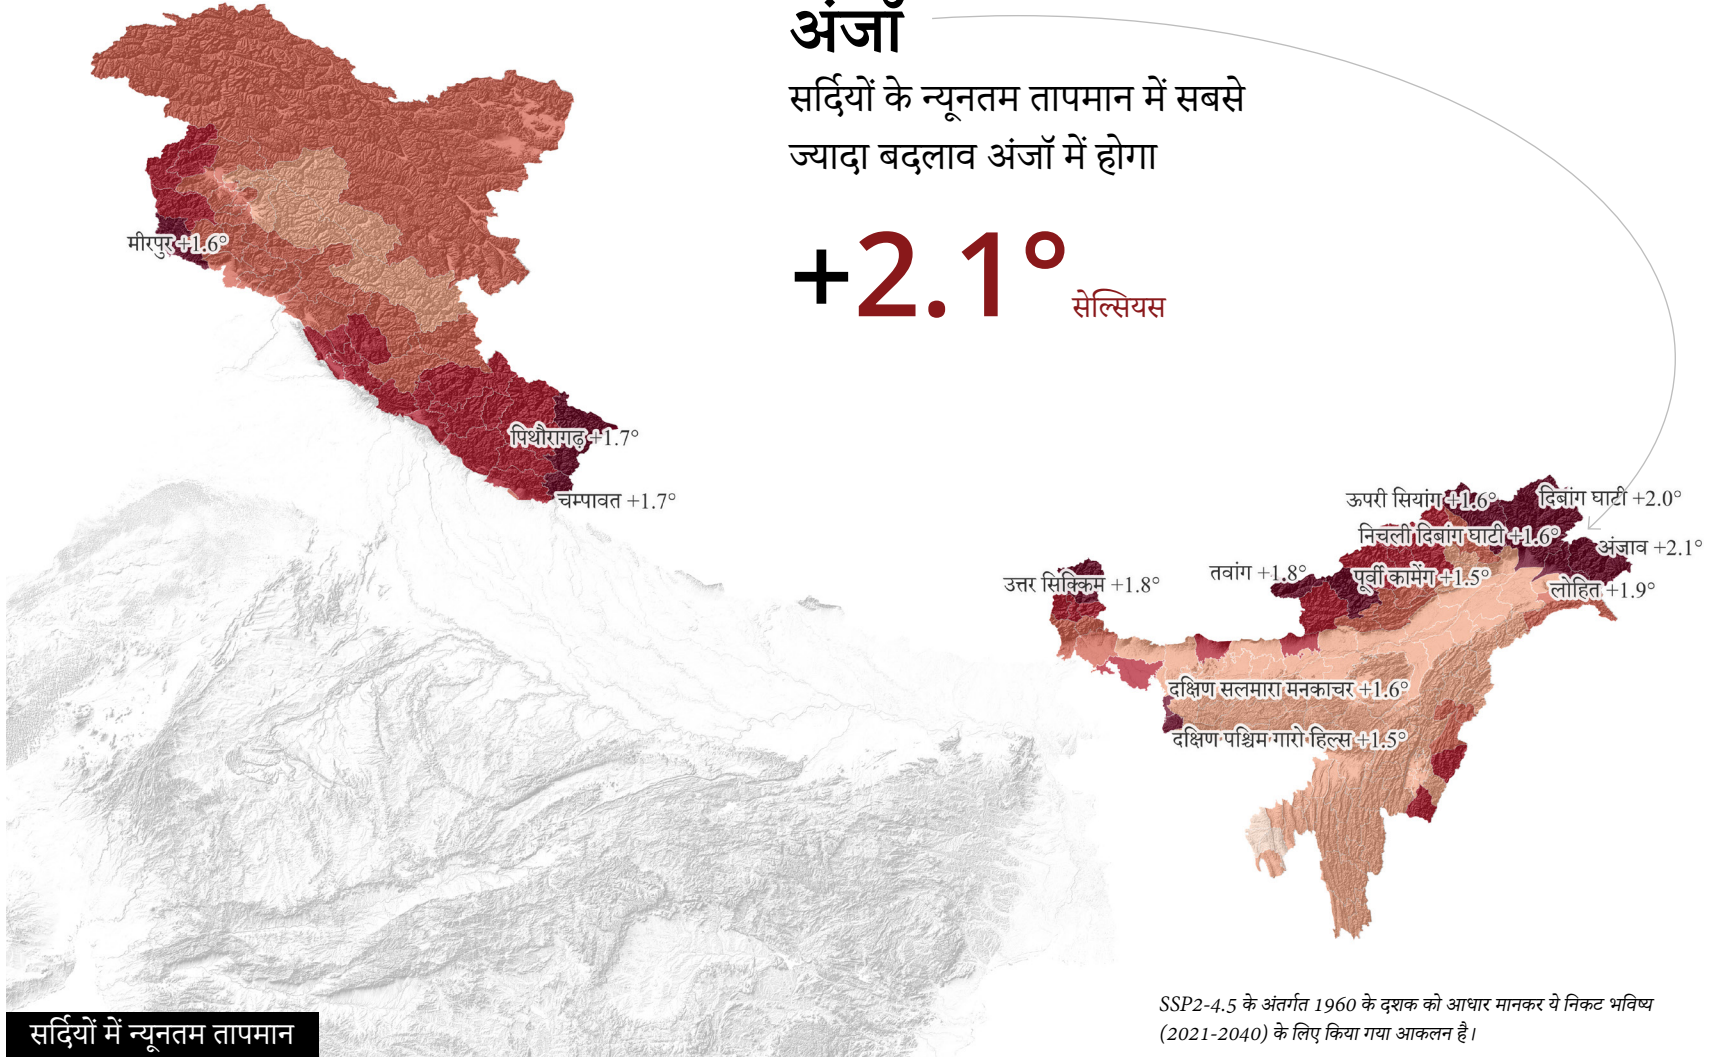 अंजॉ
सर्दियों के न्यूनतम तापमान में सबसे
ज्यादा बदलाव अंजॉ में होगा
+2.1° सेल्सियस
मीरपुर +1.6°
पिथौरागढ़ +1.7°
चम्पावत +1.7°
ऊपरी सियांग +1.6°
दिबांग घाटी +2.0°
निचली दिबांग घाटी +1.6°
अंजाव +2.1°
उत्तर सिक्किम +1.8°
तवांग +1.8°
पूर्वी कामेंग +1.5°
लोहित +1.9°
दक्षिण सलमारा मनकाचर +1.6°
दक्षिण पश्चिम गारो हिल्स +1.5°
SSP2-4.5 के अंतर्गत 1960 के दशक को आधार मानकर ये निकट भविष्य
(2021-2040) के लिए किया गया आकलन है।
सर्दियों में न्यूनतम तापमान